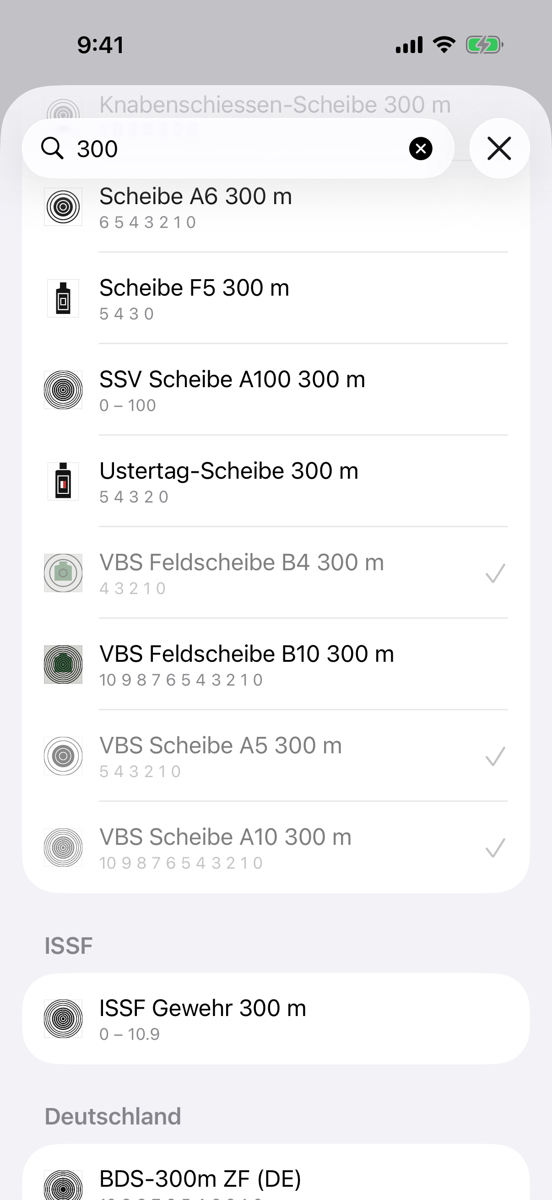 9:41
Knabenschiessen-Scheibe 300 m
300
Scheibe A6 300 m
6 5 4 3 2 1 0
Scheibe F5 300 m
5 4 3 0
SSV Scheibe A100 300 m
0 – 100
Ustertag-Scheibe 300 m
5 4 3 2 0
VBS Feldscheibe B4 300 m
4 3 2 1 0
VBS Feldscheibe B10 300 m
10 9 8 7 6 5 4 3 2 1 0
VBS Scheibe A5 300 m
5 4 3 2 1 0
VBS Scheibe A10 300 m
10 9 8 7 6 5 4 3 2 1 0
ISSF
ISSF Gewehr 300 m
0 – 10.9
Deutschland
BDS-300m ZF (DE)